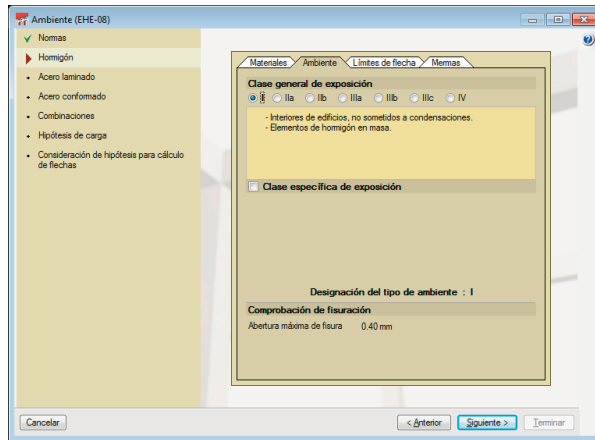 Ambiente (EHE-08)
Normas
Hormigón
Acero laminado
Acero conformado
Combinaciones
Hipótesis de carga
Consideración de hipótesis para cálculo
de flechas
Materiales Ambiente Límites de flecha Mermas
Clase general de exposición
I IIa IIb IIIa IIIb IIIc IV
- Interiores de edificios, no sometidos a condensaciones.
- Elementos de hormigón en masa.
Clase específica de exposición
Designación del tipo de ambiente : I
Comprobación de fisuración
Abertura máxima de fisura 0.40 mm
Cancelar < Anterior Siguiente > Terminar